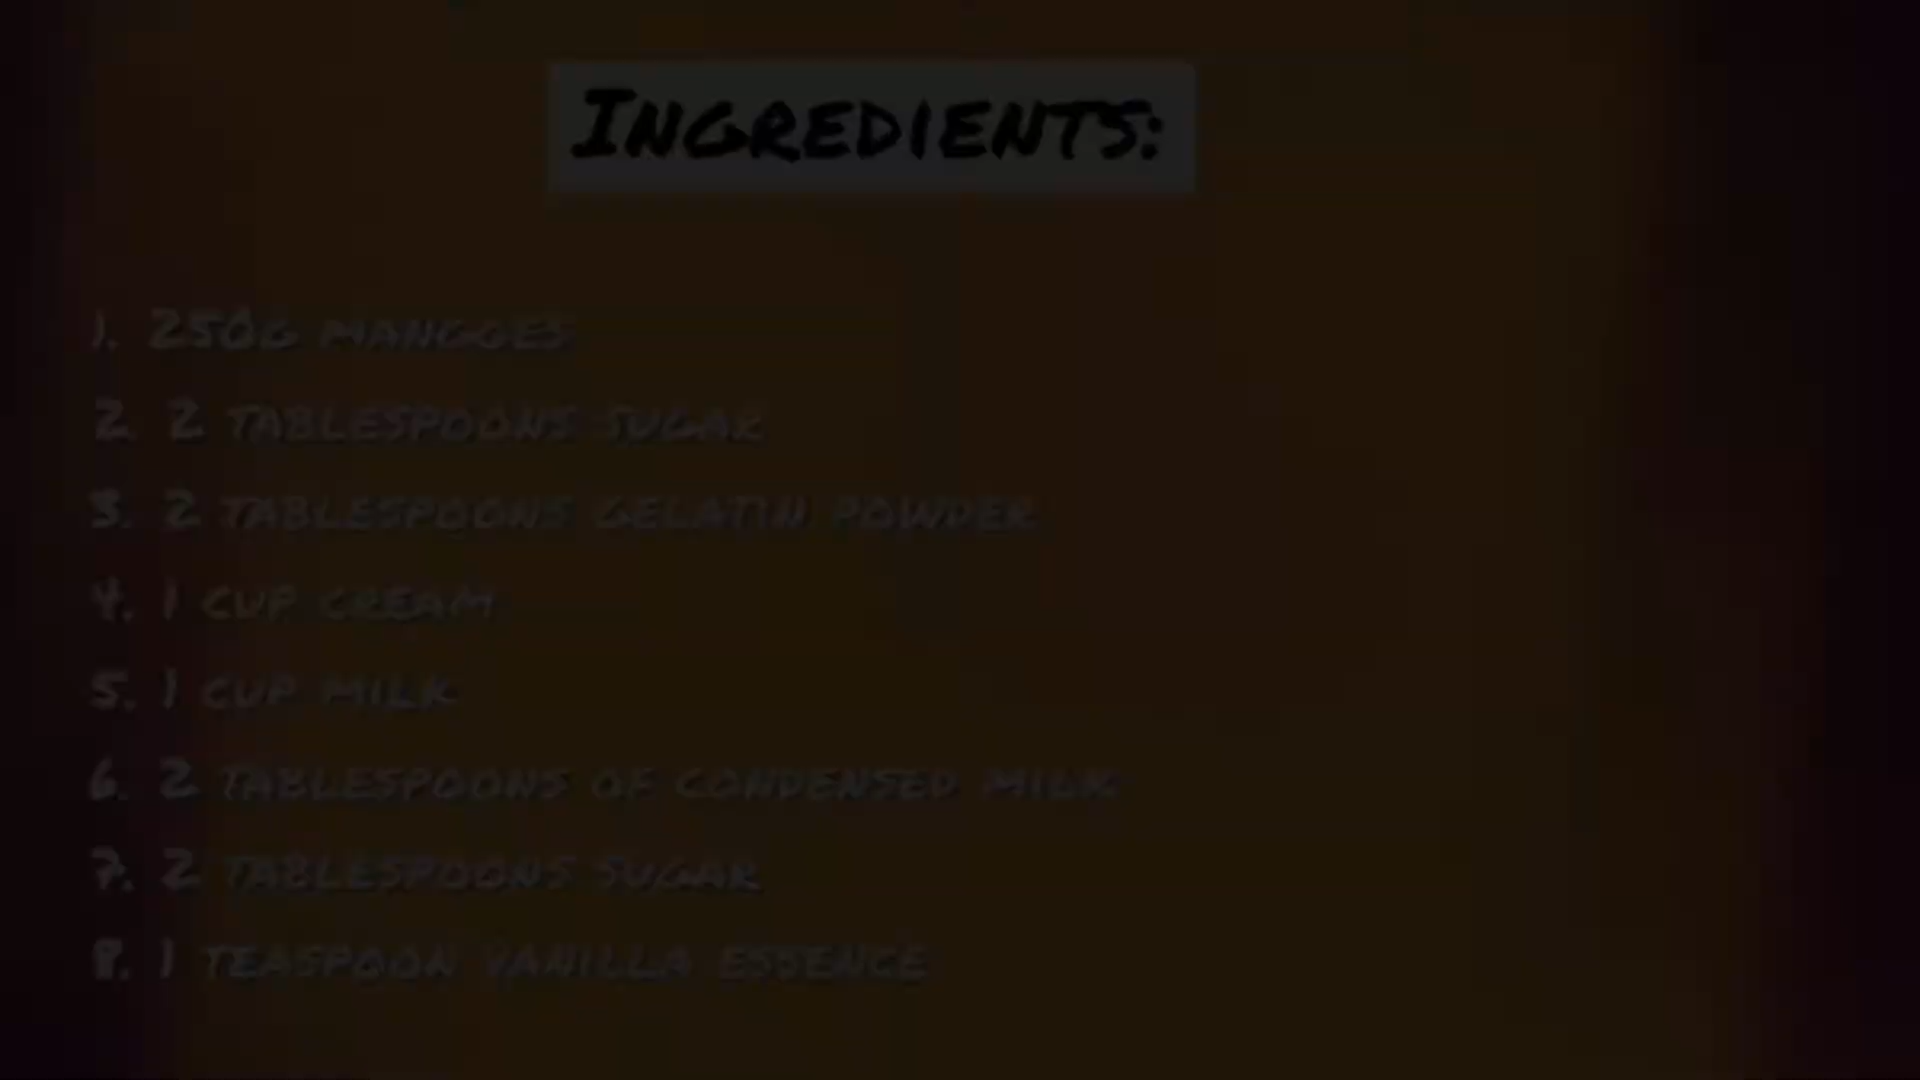 INGREDIENTS:
1. 250G MANGOES
2. 2 TABLESPOONS SUGAR
3. 2 TABLESPOONS GELATIN POWDER
4. 1 CUP CREAM
5. 1 CUP MILK
6. 2 TABLESPOONS OF CONDENSED MILK
7. 2 TABLESPOONS SUGAR
8. 1 TEASPOON VANILLA ESSENCE